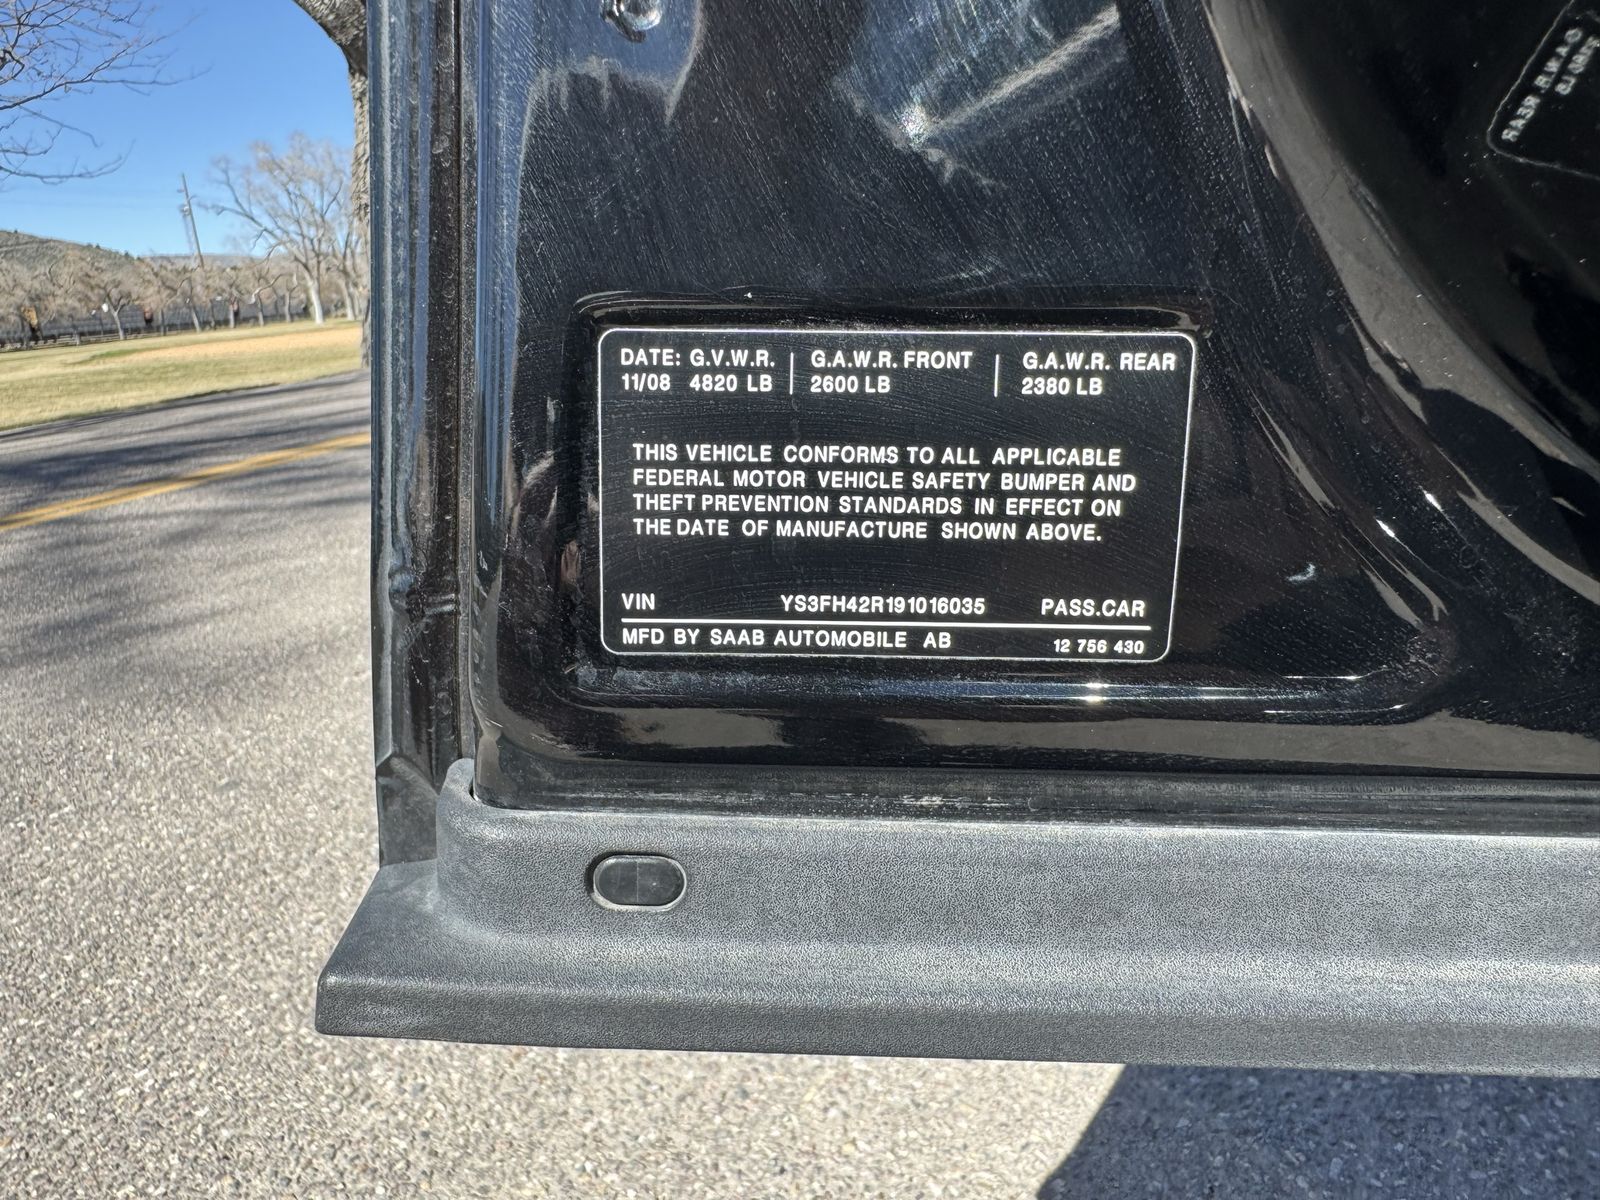 DATE: G.V.W.R. | G.A.W.R. FRONT | G.A.W.R. REAR
11/08 4820 LB 2600 LB 2380 LB
THIS VEHICLE CONFORMS TO ALL APPLICABLE
FEDERAL MOTOR VEHICLE SAFETY BUMPER AND
THEFT PREVENTION STANDARDS IN EFFECT ON
THE DATE OF MANUFACTURE SHOWN ABOVE.
VIN YS3FH42R191016035 PASS.CAR
MFD BY SAAB AUTOMOBILE AB 12 756 430